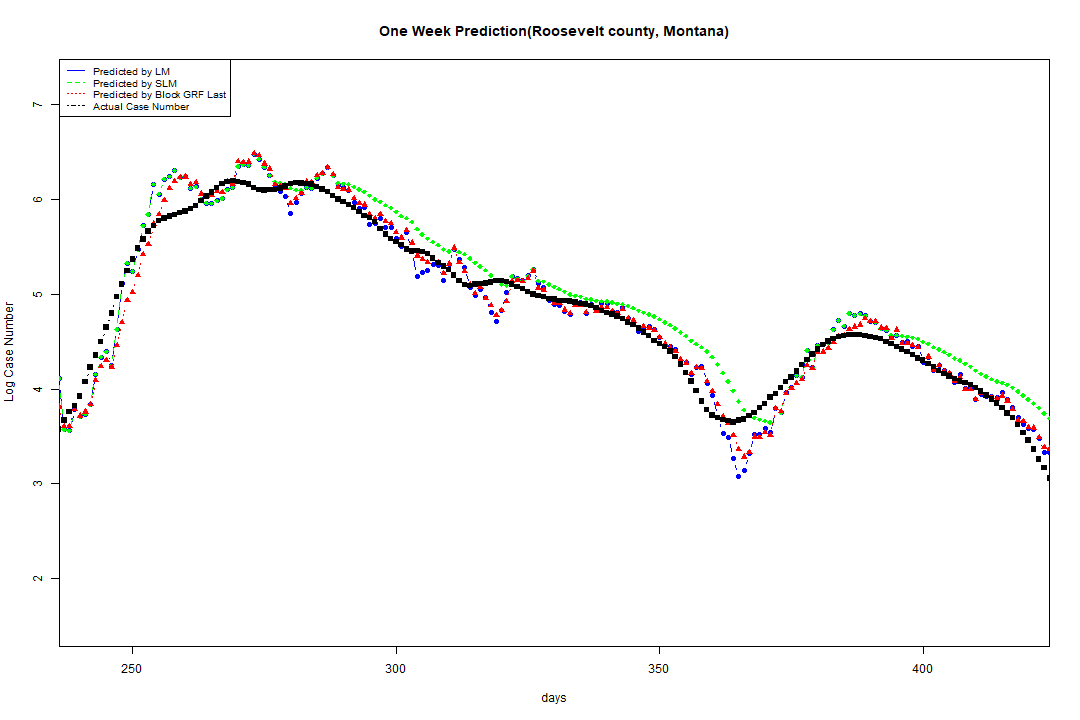 One Week Prediction(Roosevelt county, Montana)
Predicted by LM
Predicted by SLM
Predicted by Block GRF Last
Actual Case Number
7
6
5
4
3
2
Log Case Number
250
300
350
400
days